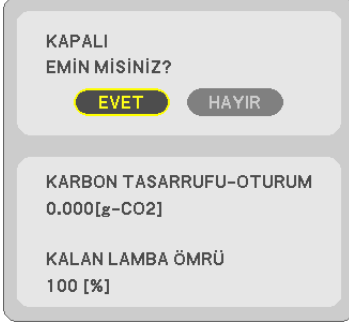 KAPALI
EMİN MİSİNİZ?
EVET HAYIR
KARBON TASARRUFU-OTURUM
0.000[g-CO2]
KALAN LAMBA ÖMRÜ
100 [%]